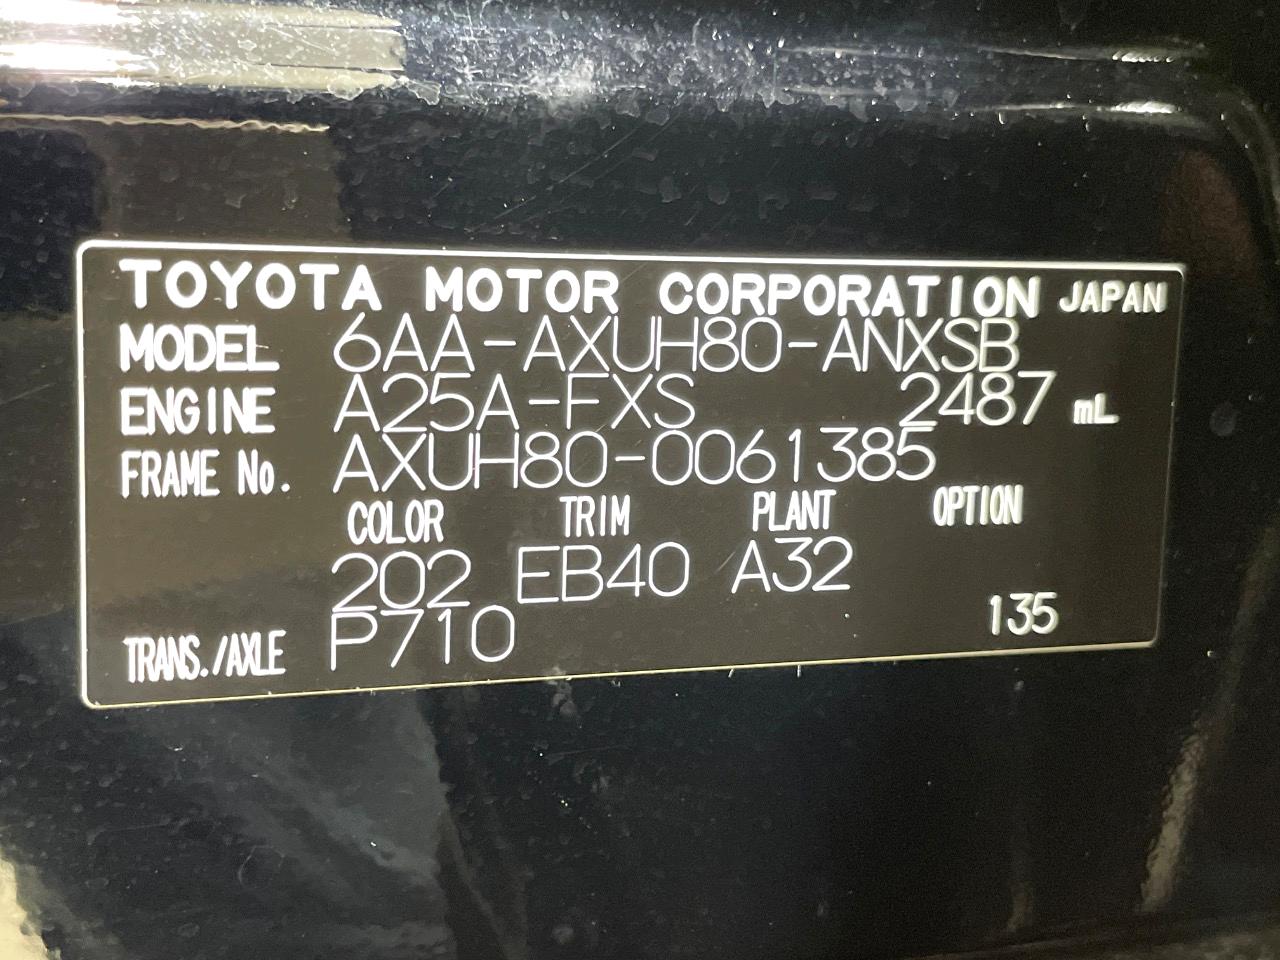 TOYOTA MOTOR CORPORATION JAPAN
MODEL 6AA-AXUH80-ANXSB
ENGINE A25A-FXS 2487 mL
FRAME No. AXUH80-0061385
COLOR TRIM PLANT OPTION
202 EB40 A32
TRANS./AXLE P710 135